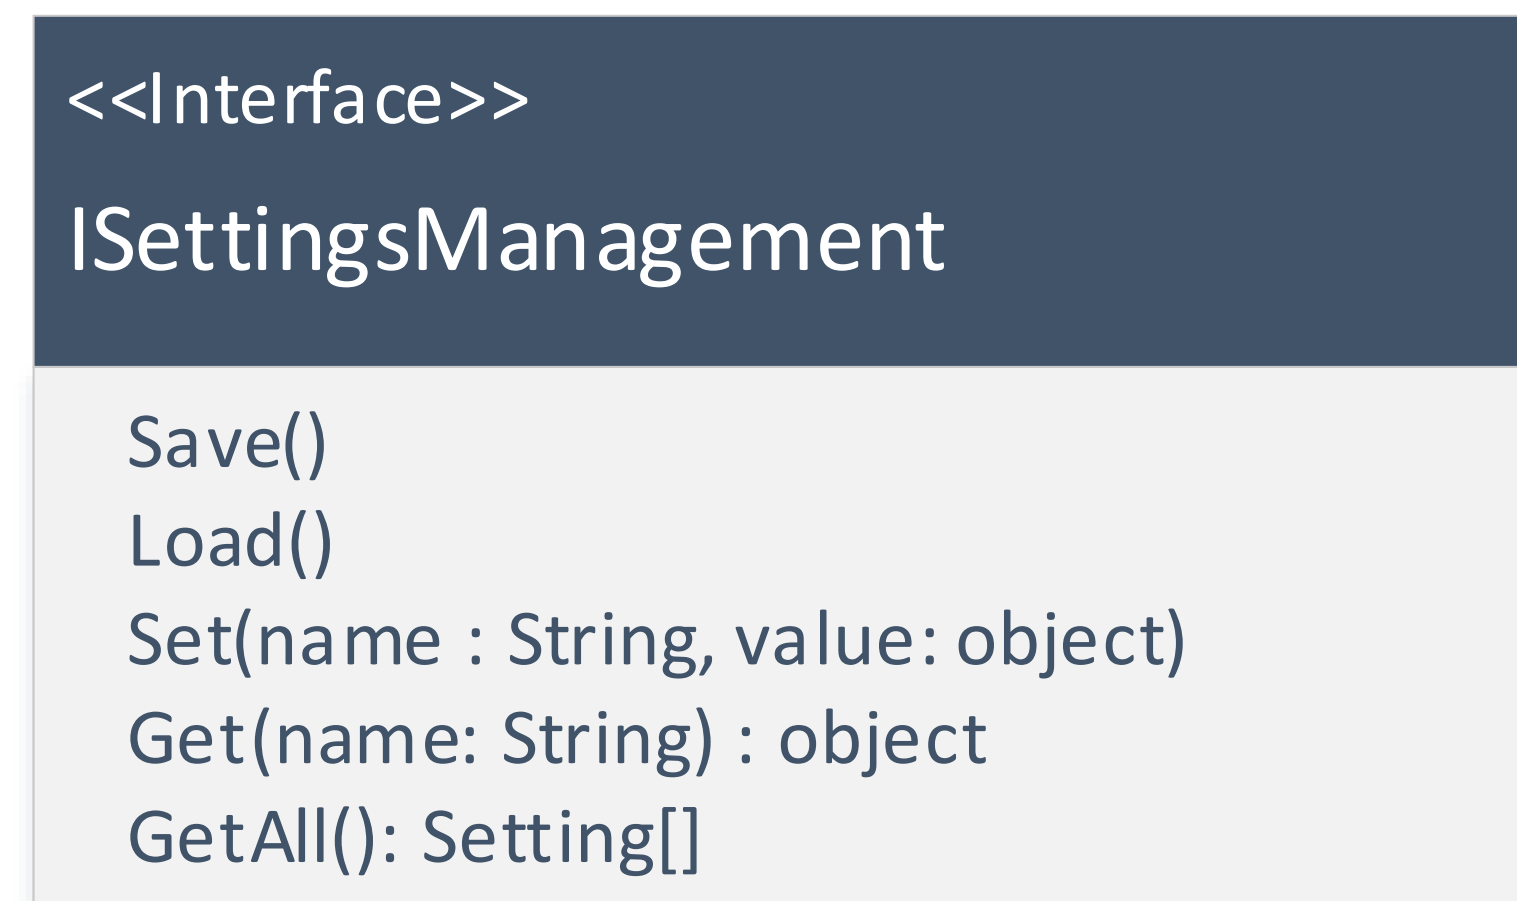 <<Interface>>
ISettingsManagement
Save()
Load()
Set(name : String, value: object)
Get(name: String) : object
GetAll(): Setting[]